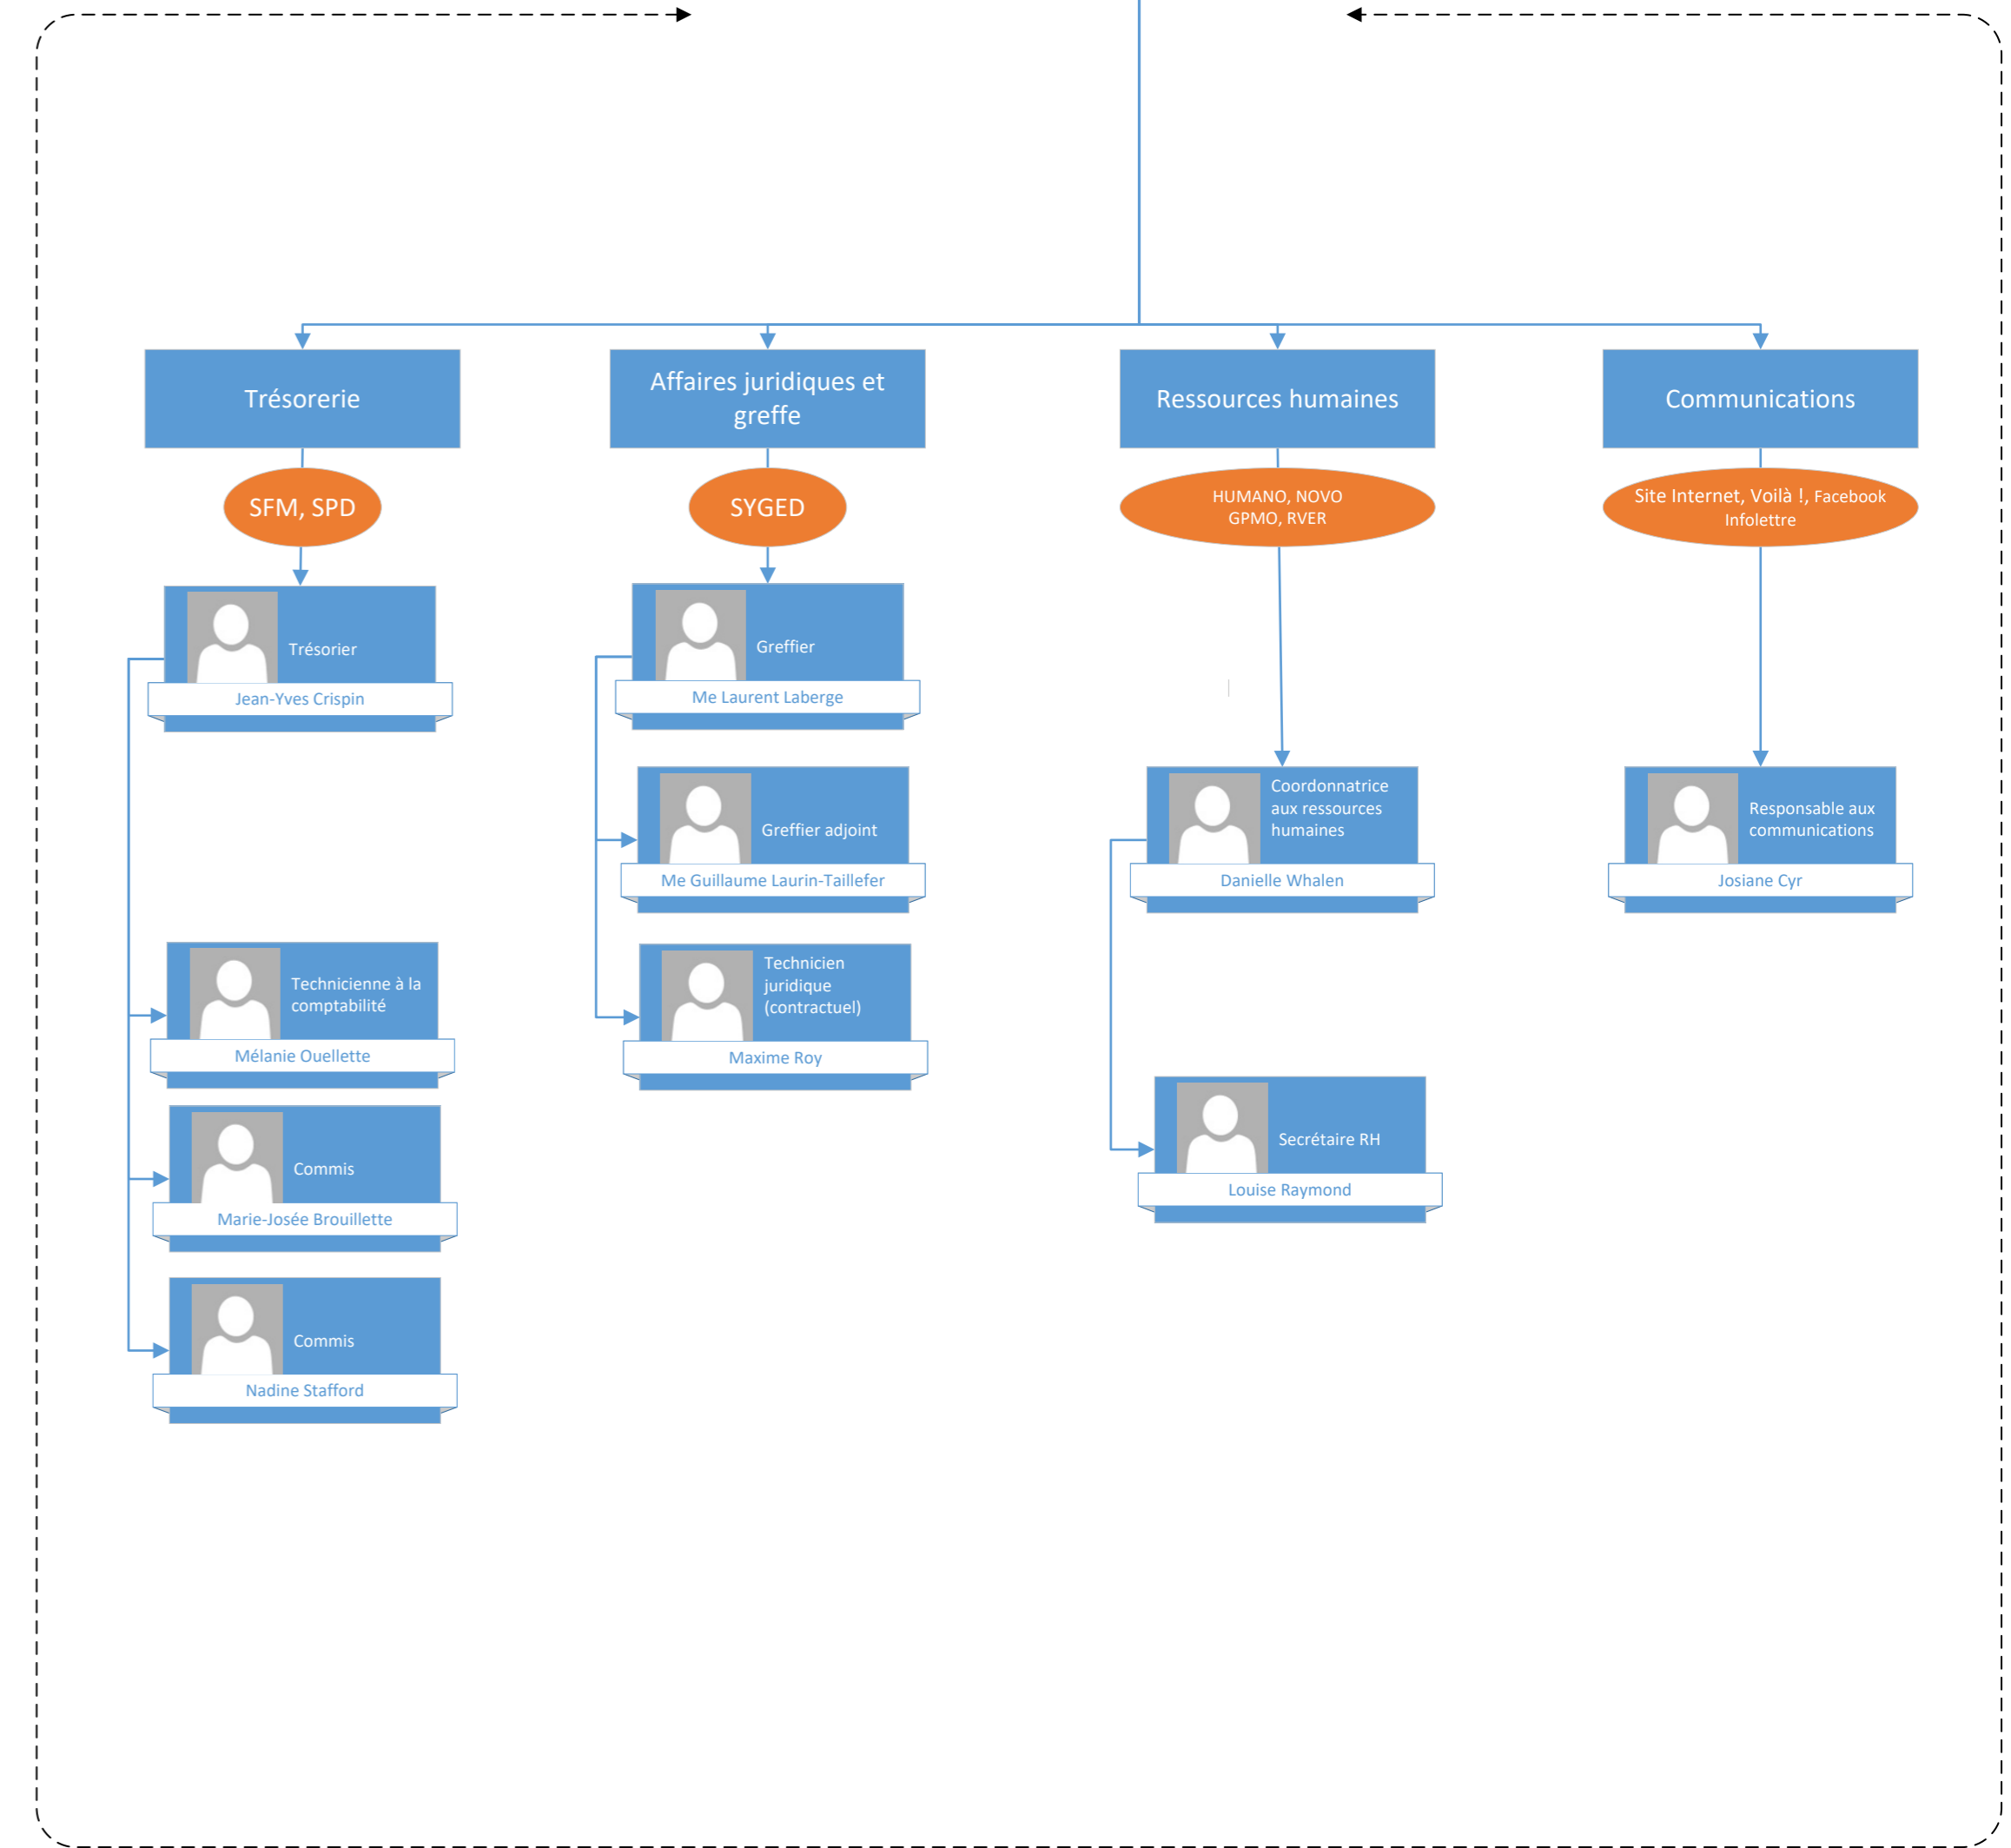 Trésorerie
Affaires juridiques et
greffe
Ressources humaines
Communications
SFM, SPD
SYGED
HUMANO, NOVO
GPMO, RVER
Site Internet, Voilà !, Facebook
Infolettre
Trésorier
Jean-Yves Crispin
Greffier
Me Laurent Laberge
Greffier adjoint
Me Guillaume Laurin-Taillefer
Coordonnatrice
aux ressources
humaines
Danielle Whalen
Responsable aux
communications
Josiane Cyr
Technicienne à la
comptabilité
Mélanie Ouellette
Technicien
juridique
(contractuel)
Maxime Roy
Commis
Marie-Josée Brouillette
Secrétaire RH
Louise Raymond
Commis
Nadine Stafford